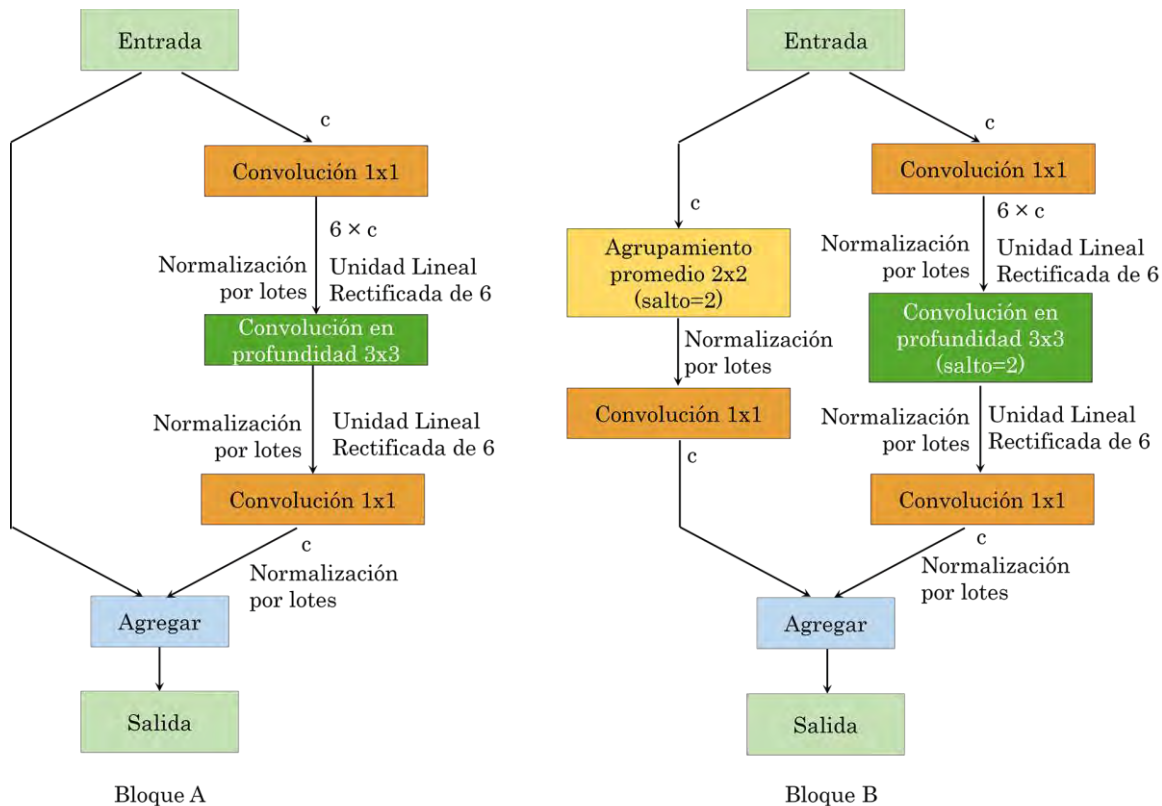 Entrada
c
Convolución 1x1
6 × c
Normalización
por lotes
Unidad Lineal
Rectificada de 6
Convolución en
profundidad 3x3
Normalización
por lotes
Unidad Lineal
Rectificada de 6
Convolución 1x1
c
Normalización
por lotes
Agregar
Salida
Bloque A
Entrada
c
Agrupamiento
promedio 2x2
(salto=2)
Normalización
por lotes
Convolución 1x1
c
c
Convolución 1x1
6 × c
Normalización
por lotes
Unidad Lineal
Rectificada de 6
Convolución en
profundidad 3x3
(salto=2)
Normalización
por lotes
Unidad Lineal
Rectificada de 6
Convolución 1x1
c
Normalización
por lotes
Agregar
Salida
Bloque B